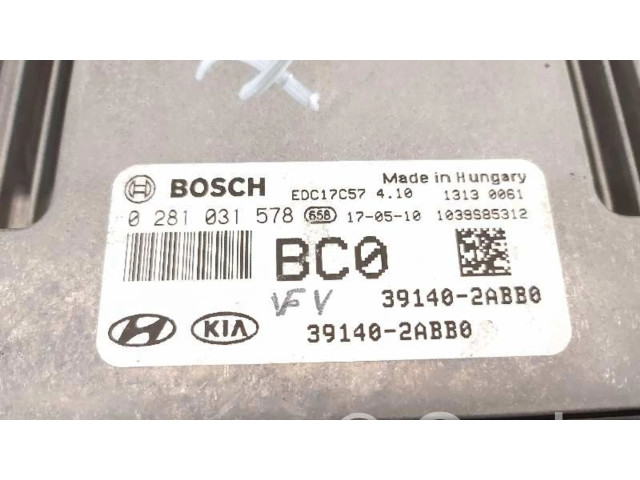 BOSCH EDC17C57 4.10 Made in Hungary
1313 0061
0 281 031 578 658 17-05-10 1039S85312
BC0
VFV 39140-2ABB0
KIA 39140-2ABB0